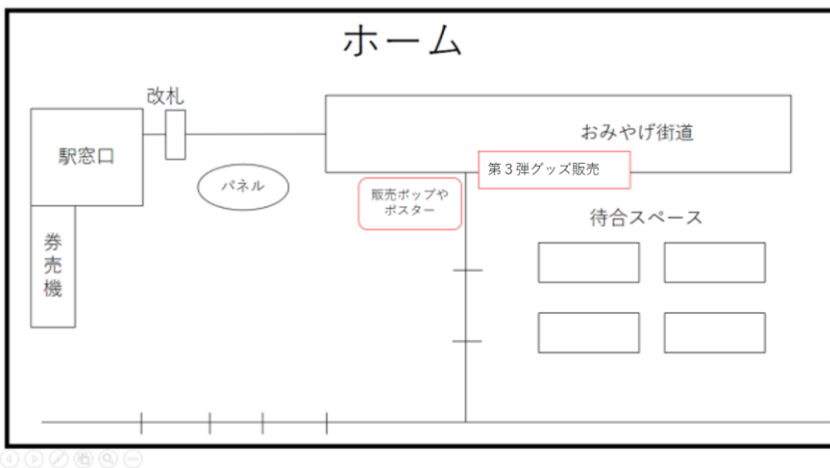 ホーム
改札
駅窓口
おみやげ街道
第３弾グッズ販売
パネル
販売ポップや
ポスター
待合スペース
券売機